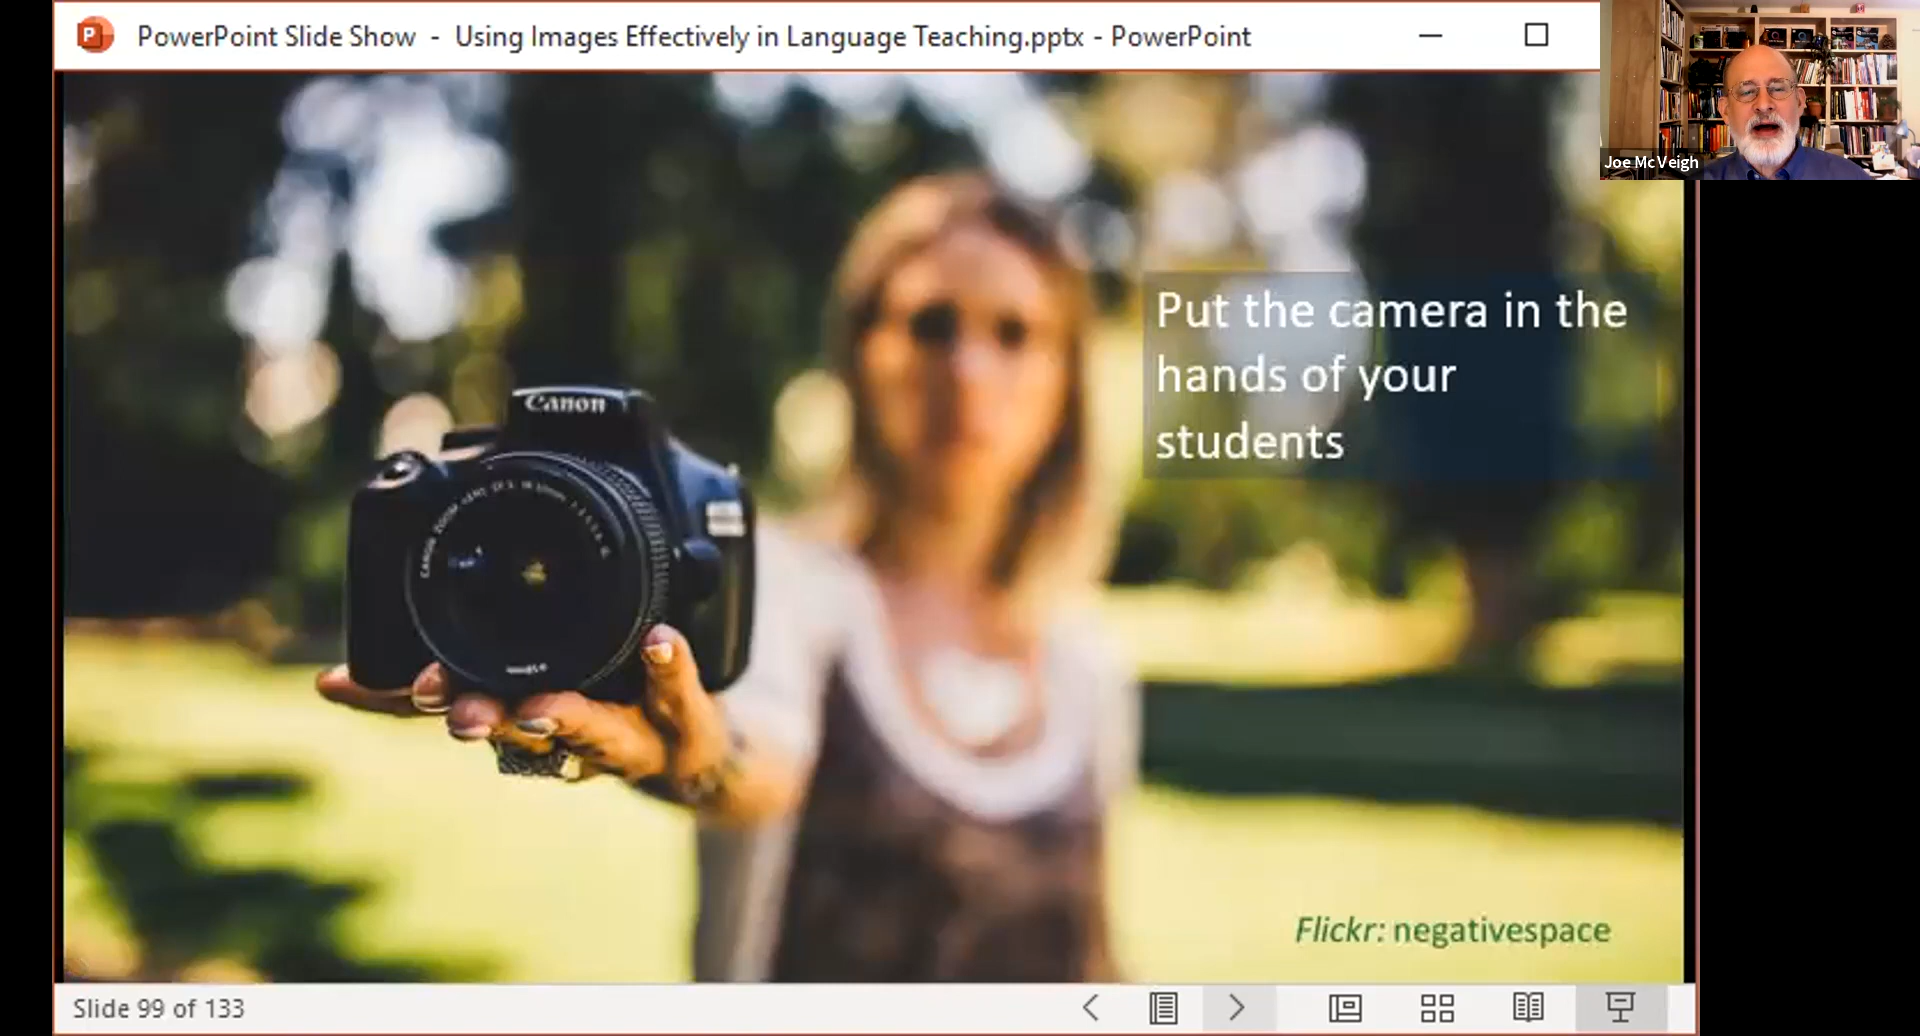 PowerPoint Slide Show - Using Images Effectively in Language Teaching.pptx - PowerPoint
Joe McVeigh
Put the camera in the
hands of your
students
Canon
Flickr: negativespace
Slide 99 of 133